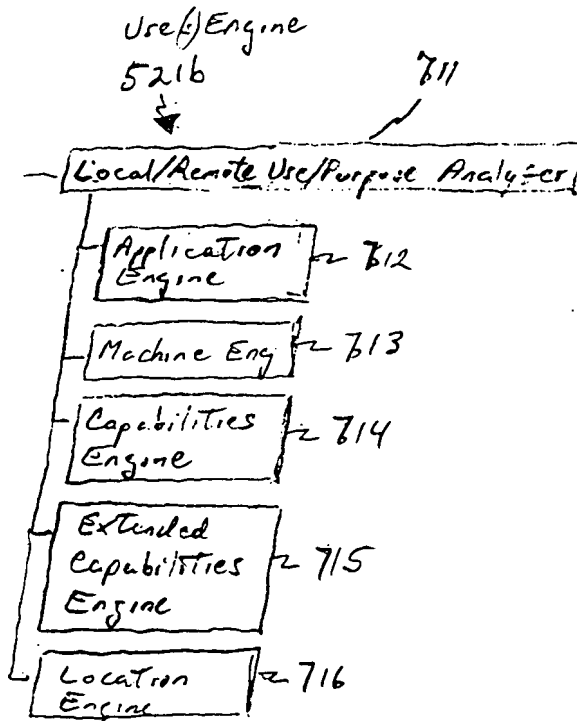 Use(:)Engine
521b
711
Local/Remote Use/Purpose Analyzer
Application
Engine
712
Machine Eng
713
Capabilities
Engine
714
Extended
Capabilities
Engine
715
Location
Engine
716